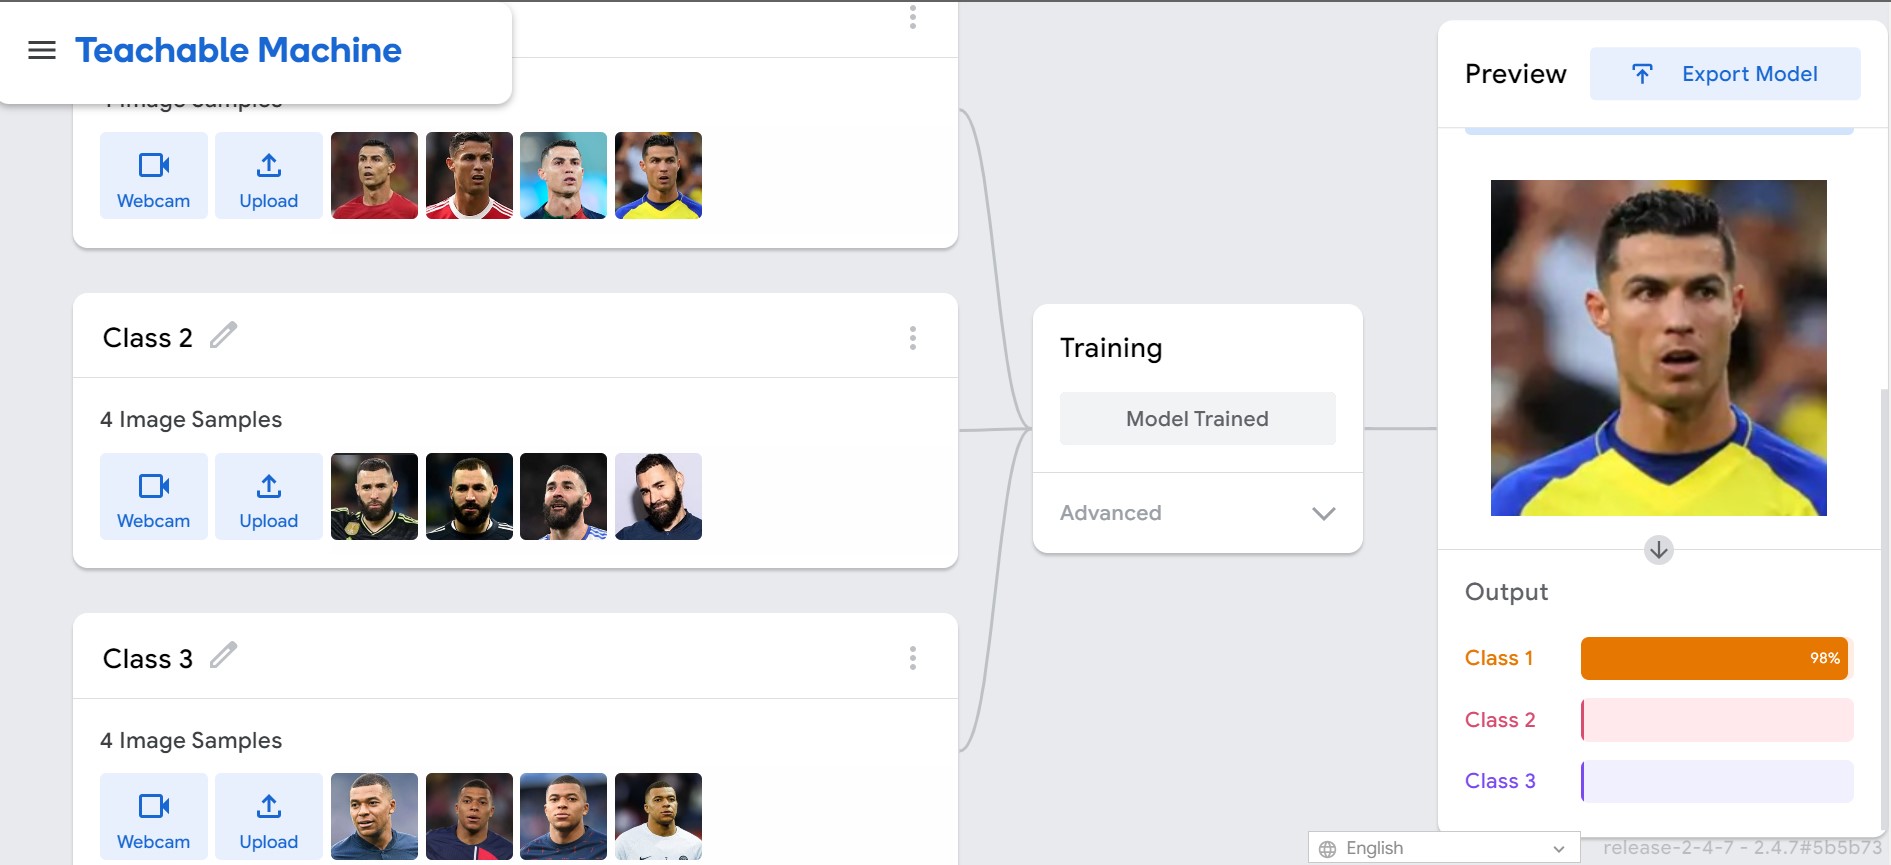 Teachable Machine
Image Samples
Webcam
Upload
Class 2
4 Image Samples
Webcam
Upload
Class 3
4 Image Samples
Webcam
Upload
Training
Model Trained
Advanced
Preview
Export Model
Output
Class 1
98%
Class 2
Class 3
English
release-2-4-7 - 2.4.7#5b5b73